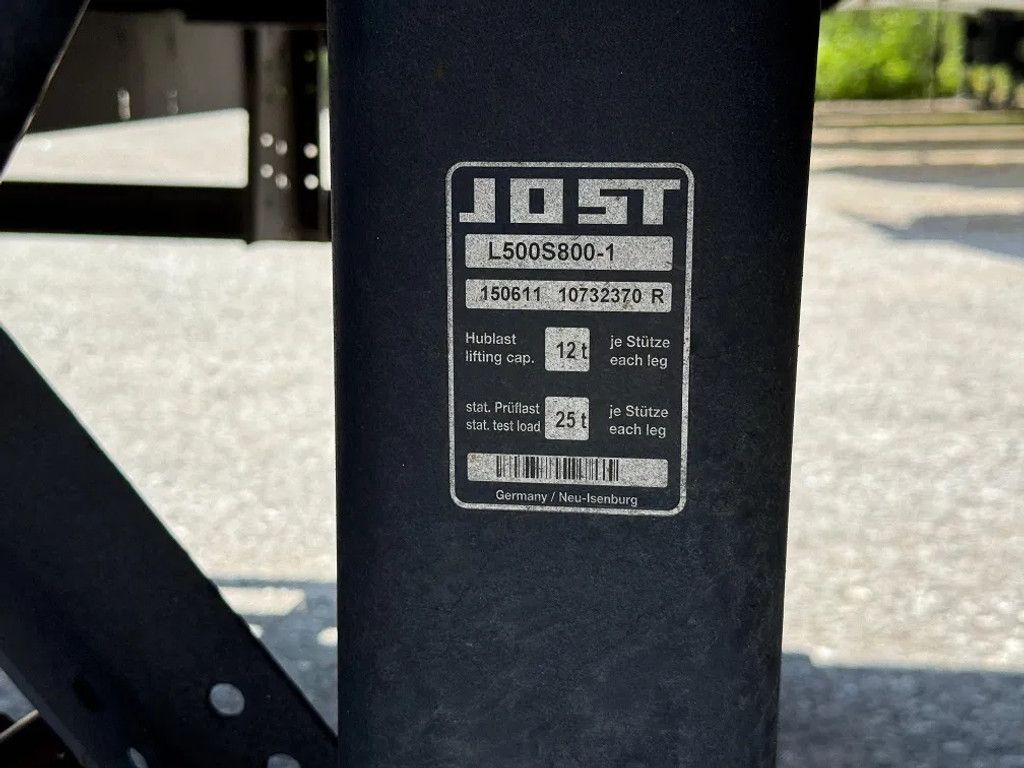 JOST
L500S800-1
150611 10732370 R
Hublast
lifting cap.
12 t
je Stütze
each leg
stat. Prüflast
stat. test load
25 t
je Stütze
each leg
Germany / Neu-Isenburg